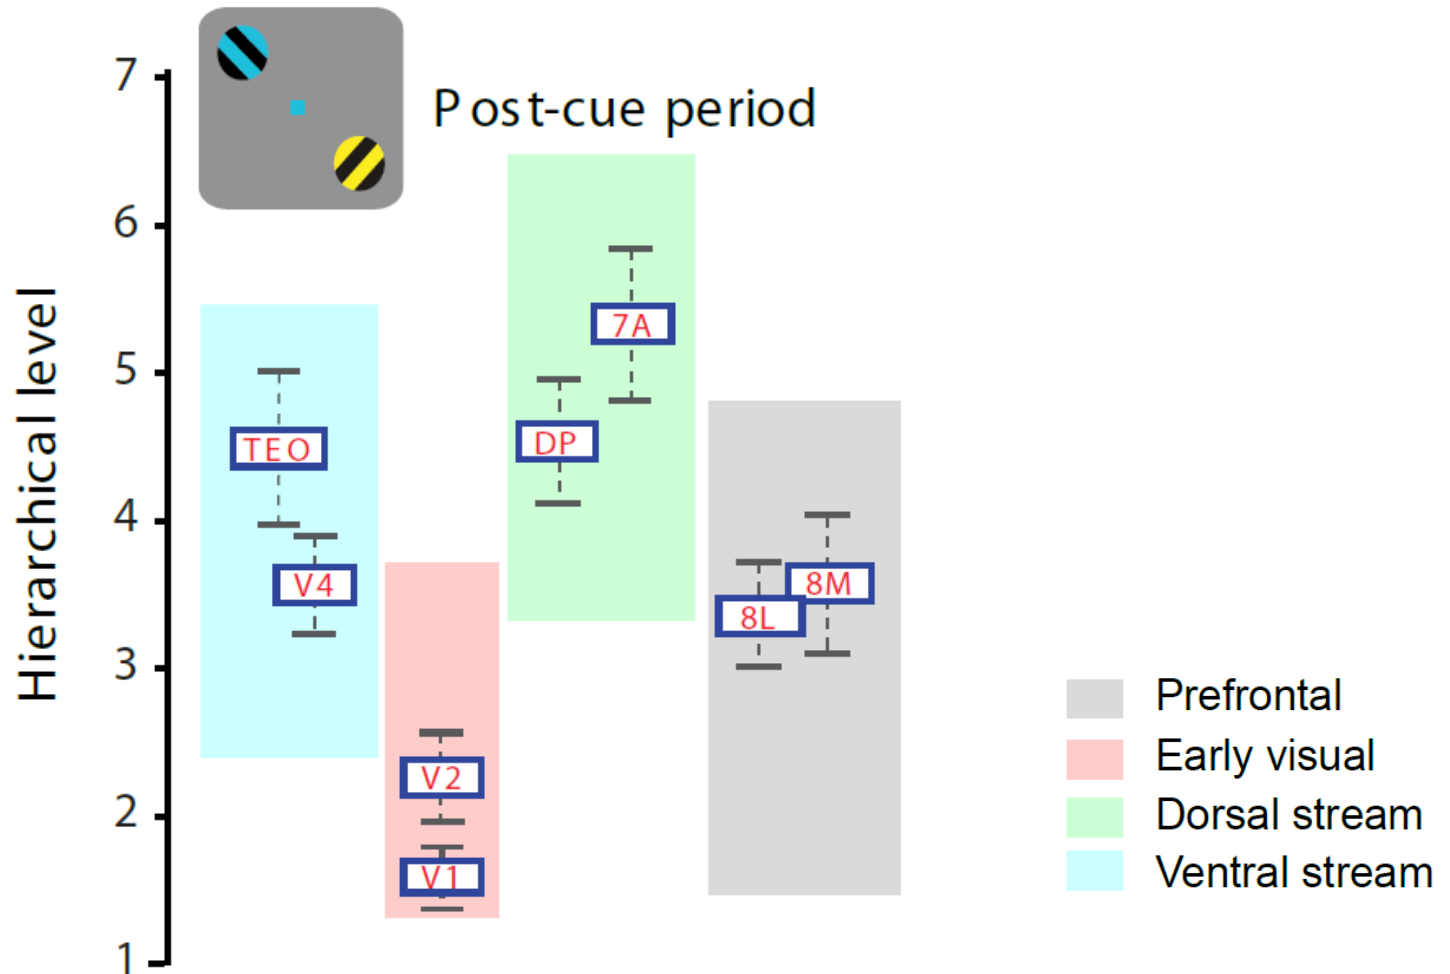 Post-cue period
Hierarchical level
7
6
5
4
3
2
1
TEO
V4
V2
V1
DP
7A
8L
8M
Prefrontal
Early visual
Dorsal stream
Ventral stream